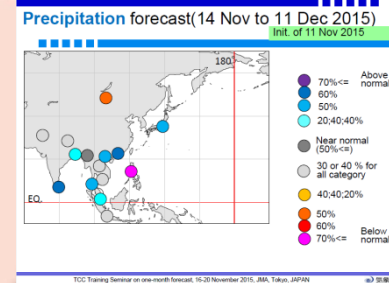 Precipitation forecast(14 Nov to 11 Dec 2015)
Init. of 11 Nov 2015
180
EQ.
70%<= Above normal
60%
50%
20;40;40%
Near normal (50%<=)
30 or 40 % for all category
40;40;20%
50%
60%
70%<= Below normal
TCC Training Seminar on one-month forecast, 16-20 November 2015, JMA, Tokyo, JAPAN